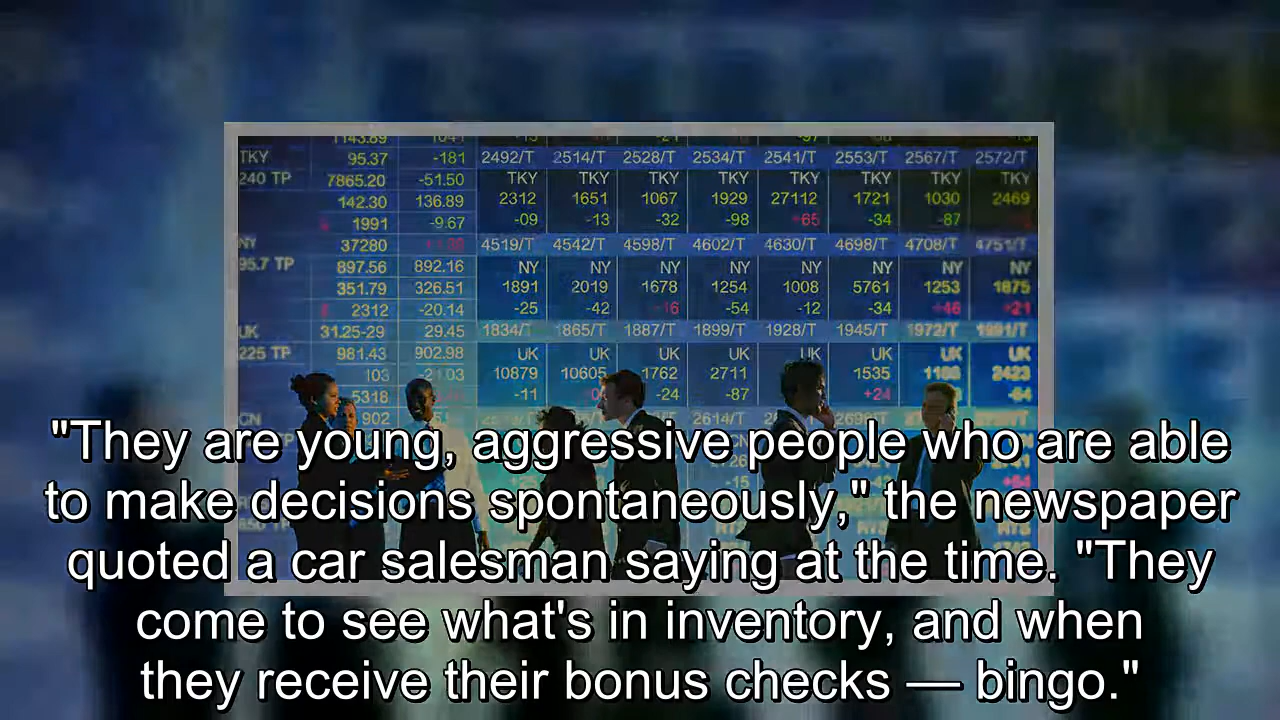 TKY 95.37 -181 2492/T 2514/T 2528/T 2534/T 2541/T 2553/T 2567/T 2572/T
240 TP 7865.20 -51.50 TKY TKY TKY TKY TKY TKY TKY TKY
142.30 136.89 2312 1651 1067 1929 27112 1721 1030 2469
1991 -9.67 -09 -13 -32 -98 +65 -34 -87
NY 37280 4519/T 4542/T 4598/T 4602/T 4630/T 4698/T 4708/T 4751/T
95.7 TP 897.56 892.16 NY NY NY NY NY NY NY NY
351.79 326.51 1891 2019 1678 1254 1008 5761 1253 1875
2312 -20.14 -25 -42 -16 -54 -12 -34 +46 +21
UK 31.25-29 29.45 1834/T 1865/T 1887/T 1899/T 1928/T 1945/T 1972/T 1991/T
225 TP 981.43 902.98 UK UK UK UK UK UK UK UK
103 -21.03 10879 10605 1762 2711 1535 2423
5318 -11 -24 -87 +24 -64
CN 902 2614/T
"They are young, aggressive people who are able
to make decisions spontaneously," the newspaper
quoted a car salesman saying at the time. "They
come to see what's in inventory, and when
they receive their bonus checks — bingo."